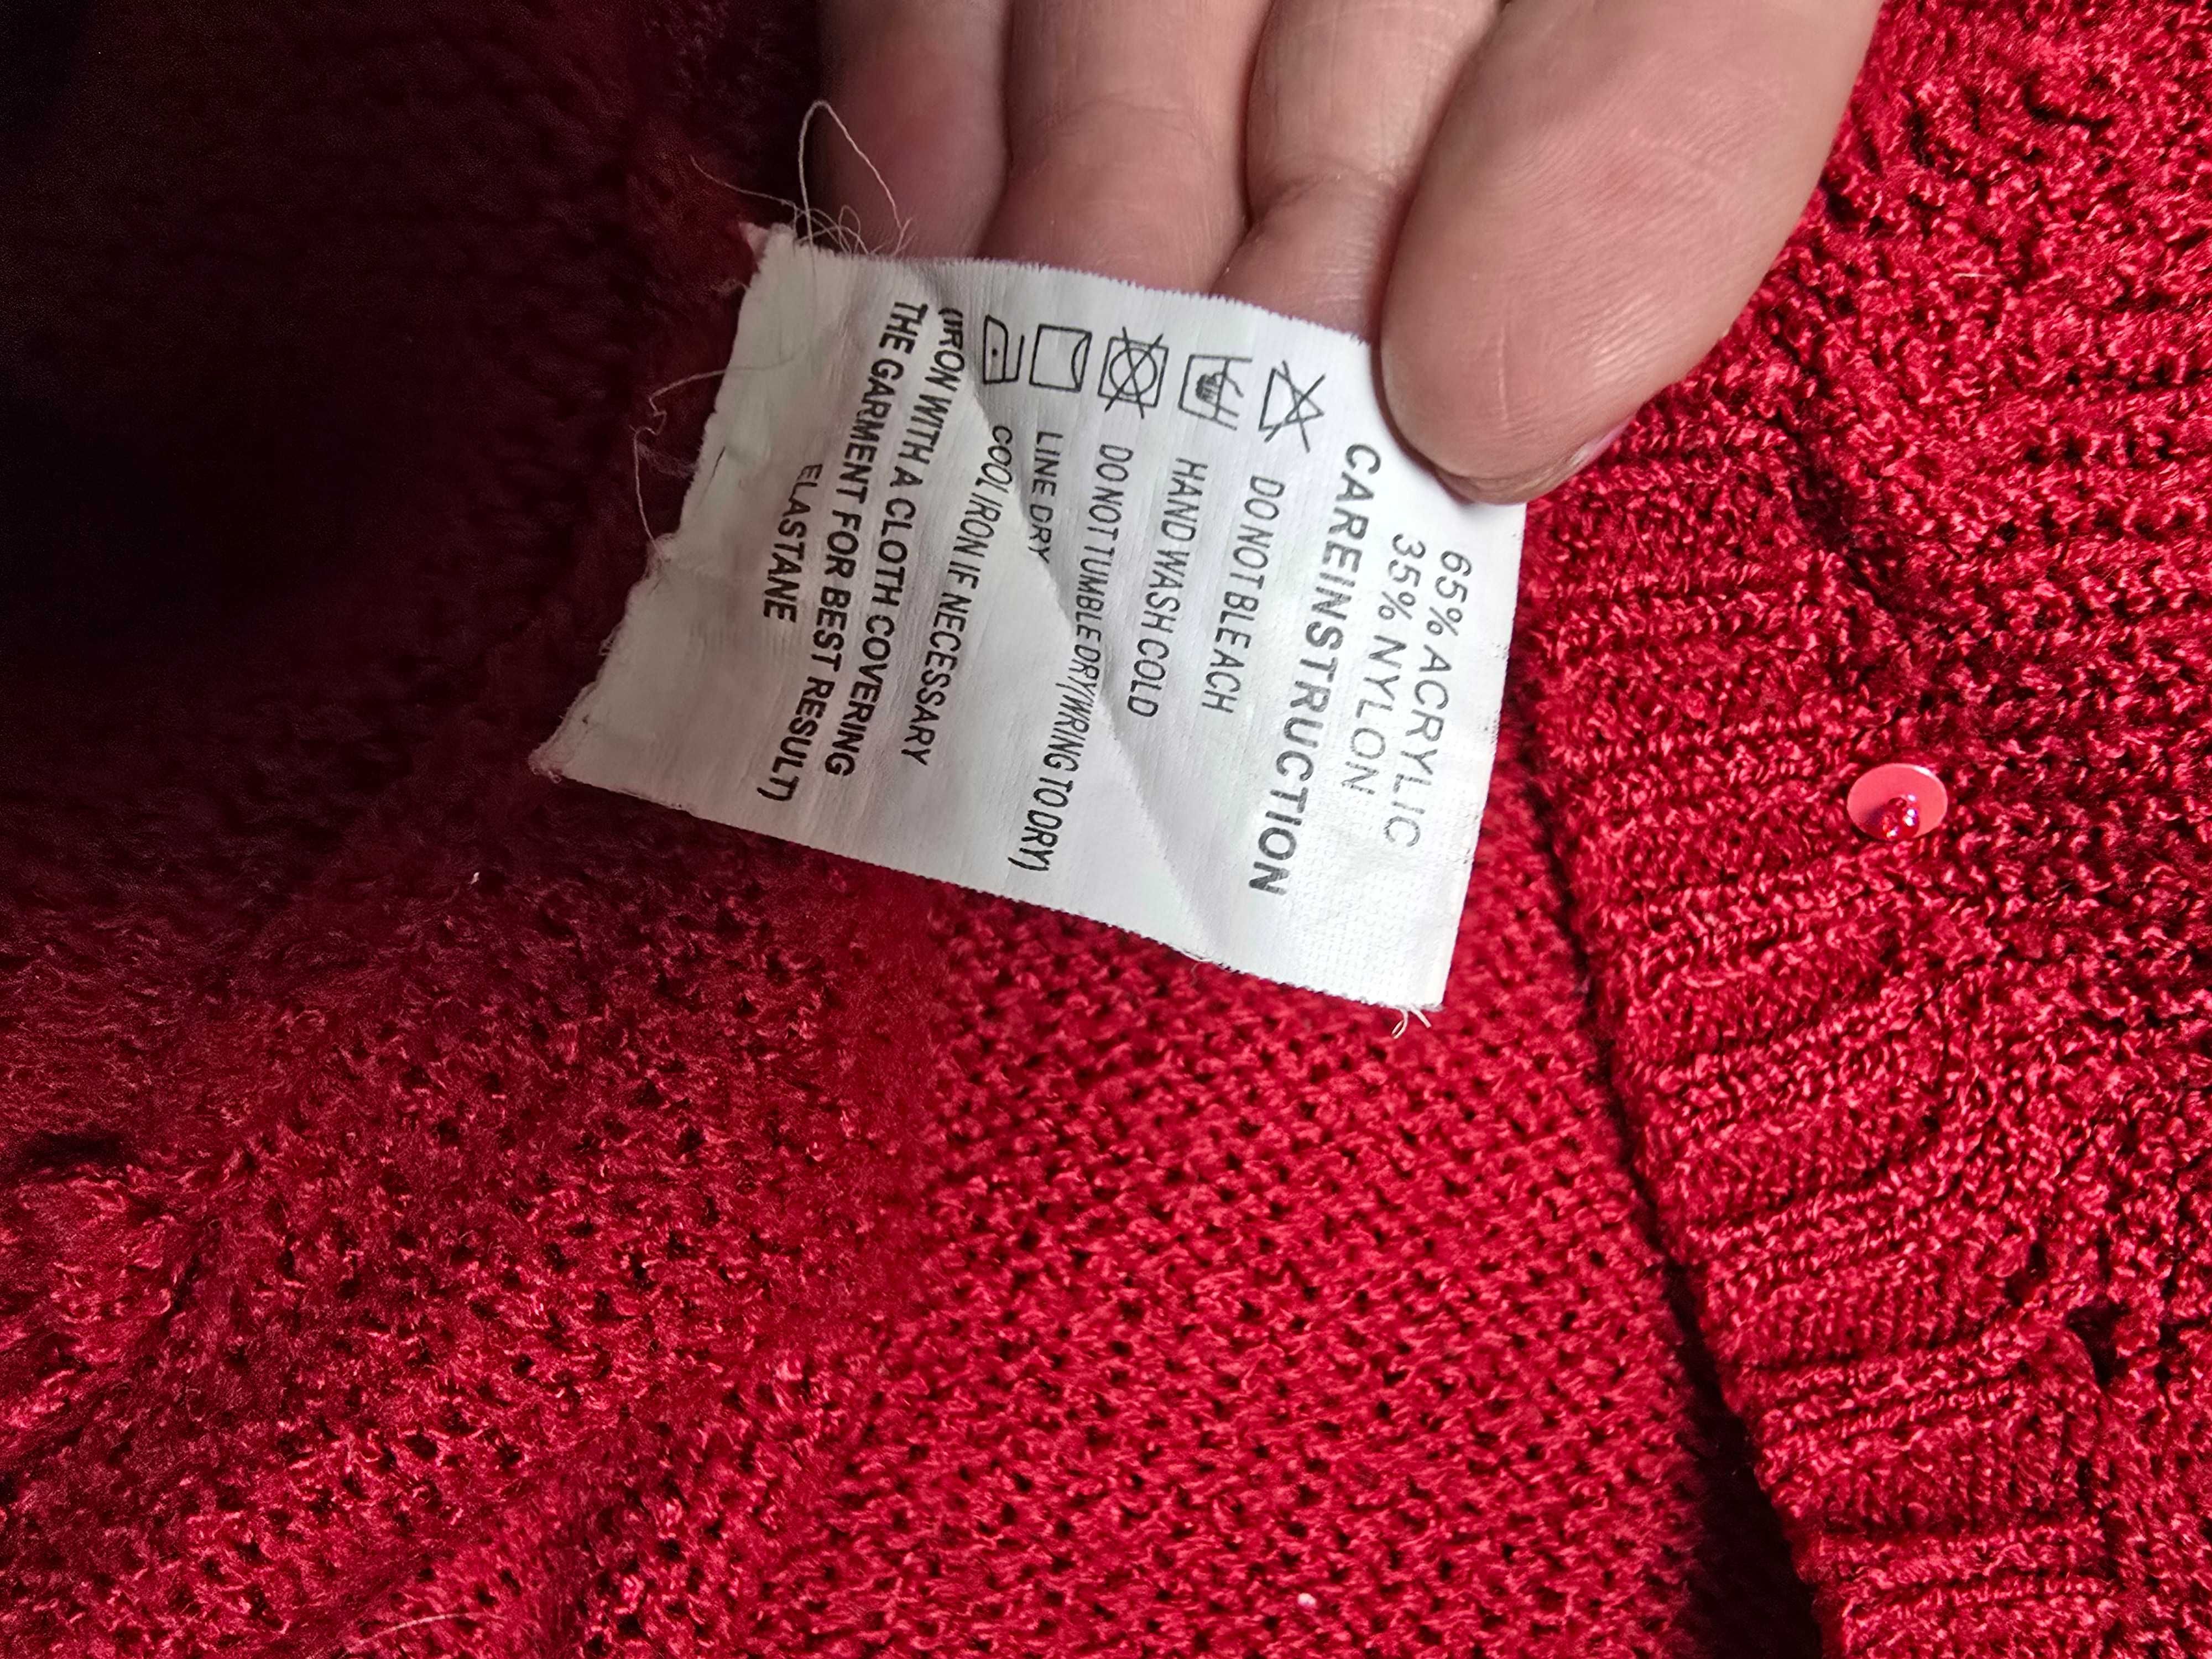 65% ACRYLIC
35% NYLON
CAREINSTRUCTION
DO NOT BLEACH
HAND WASH COLD
DO NOT TUMBLE DRY(WRING TO DRY)
LINE DRY
COOL IRON IF NECESSARY
(IRON WITH A CLOTH COVERING
THE GARMENT FOR BEST RESULT)
ELASTANE